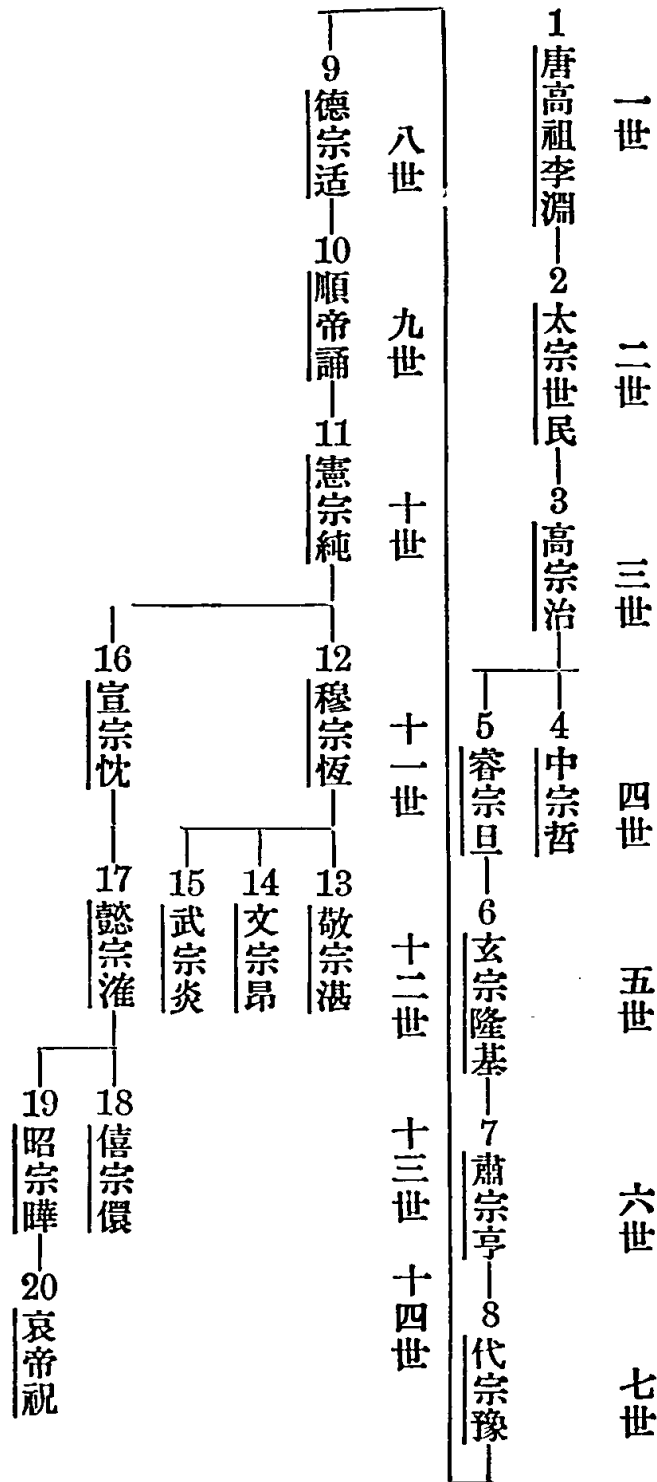 一世
1 唐高祖李淵
二世
2 太宗世民
三世
3 高宗治
四世
4 中宗哲
5 睿宗旦
五世
6 玄宗隆基
六世
7 肅宗亨
七世
8 代宗豫
八世
9 德宗适
九世
10 順帝誦
十世
11 憲宗純
十一世
12 穆宗恆
16 宣宗忱
十二世
13 敬宗湛
14 文宗昂
15 武宗炎
17 懿宗漼
十三世
18 僖宗儇
19 昭宗曄
十四世
20 哀帝祝